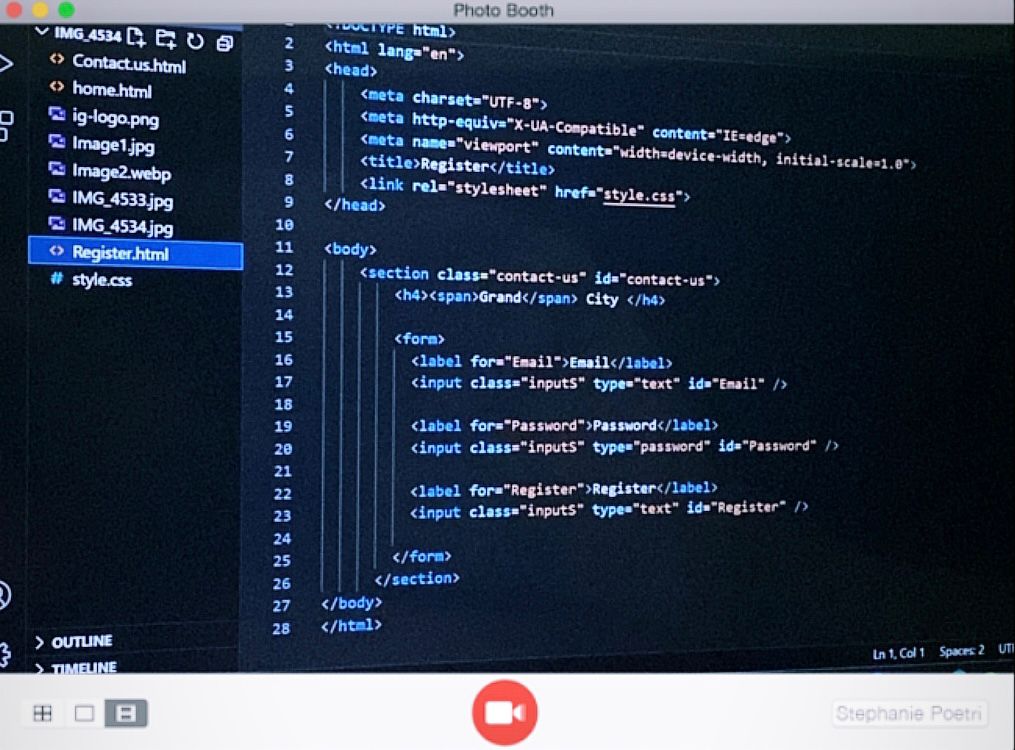 Photo Booth
IMG_4534
Contact.us.html
home.html
ig-logo.png
Image1.jpg
Image2.webp
IMG_4533.jpg
IMG_4534.jpg
Register.html
# style.css
OUTLINE
TIMELINE
<!DOCTYPE html>
2 <html lang="en">
3 <head>
4 <meta charset="UTF-8">
5 <meta http-equiv="X-UA-Compatible" content="IE=edge">
6 <meta name="viewport" content="width=device-width, initial-scale=1.0">
7 <title>Register</title>
8 <link rel="stylesheet" href="style.css">
9 </head>
10
11 <body>
12 <section class="contact-us" id="contact-us">
13 <h4><span>Grand</span> City </h4>
14
15 <form>
16 <label for="Email">Email</label>
17 <input class="inputS" type="text" id="Email" />
18
19 <label for="Password">Password</label>
20 <input class="inputS" type="password" id="Password" />
21
22 <label for="Register">Register</label>
23 <input class="inputS" type="text" id="Register" />
24
25 </form>
26 </section>
27 </body>
28 </html>
Ln 1, Col 1 Spaces: 2
Stephanie Poetri